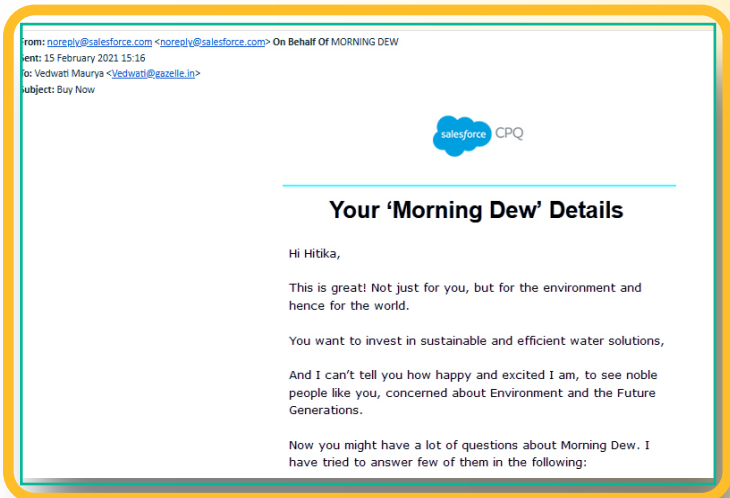 From: noreply@salesforce.com <noreply@salesforce.com> On Behalf Of MORNING DEW
Sent: 15 February 2021 15:16
To: Vedwati Maurya <Vedwati@gazelle.in>
Subject: Buy Now
salesforce CPQ
Your ‘Morning Dew’ Details
Hi Hitika,
This is great! Not just for you, but for the environment and
hence for the world.
You want to invest in sustainable and efficient water solutions,
And I can’t tell you how happy and excited I am, to see noble
people like you, concerned about Environment and the Future
Generations.
Now you might have a lot of questions about Morning Dew. I
have tried to answer few of them in the following: